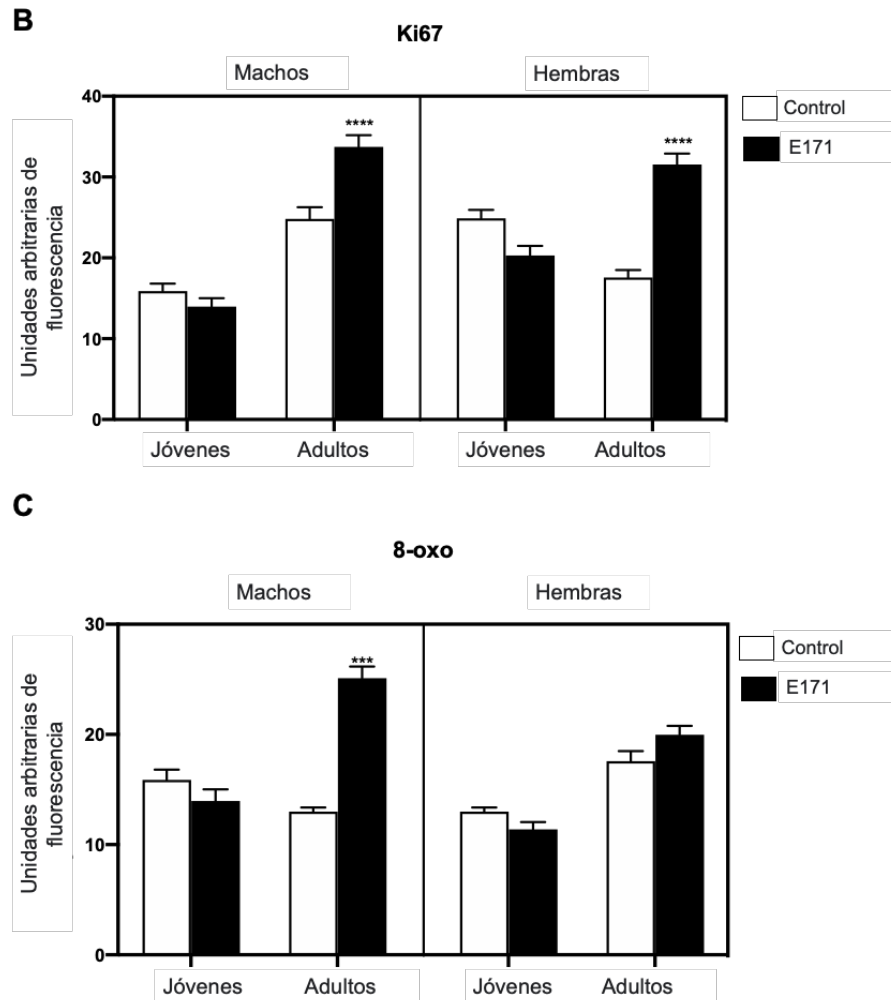 B
Ki67
Machos
Hembras
Unidades arbitrarias de
fluorescencia
40
30
20
10
0
****
****
Control
E171
Jóvenes
Adultos
Jóvenes
Adultos
C
8-oxo
Machos
Hembras
Unidades arbitrarias de
fluorescencia
30
20
10
0
***
Control
E171
Jóvenes
Adultos
Jóvenes
Adultos